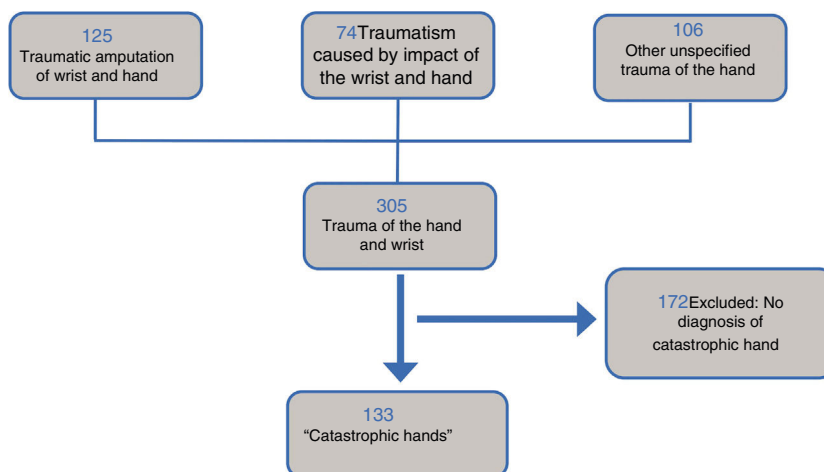 125
Traumatic amputation
of wrist and hand
74Traumatism
caused by impact of
the wrist and hand
106
Other unspecified
trauma of the hand
305
Trauma of the hand
and wrist
172Excluded: No
diagnosis of
catastrophic hand
133
“Catastrophic hands”